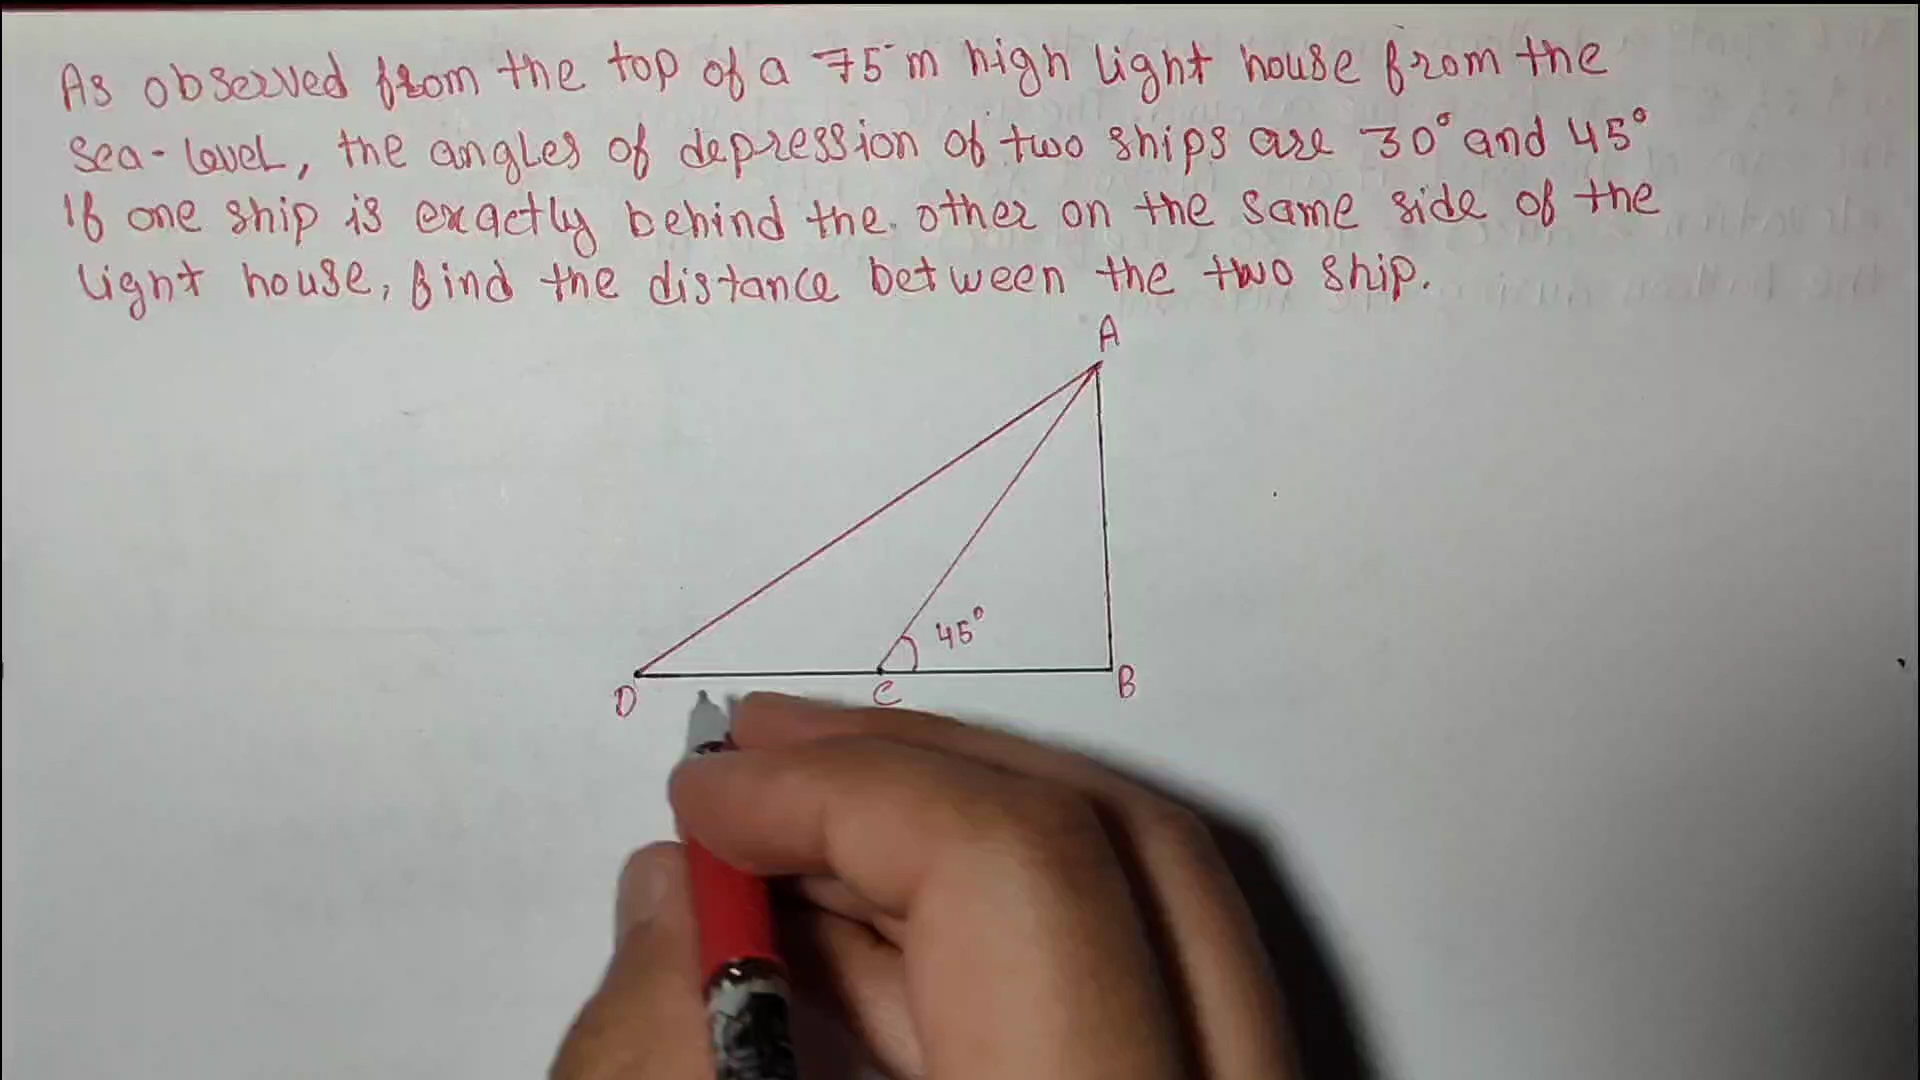 As observed from the top of a 75 m high light house from the
sea-level, the angles of depression of two ships are 30° and 45°
If one ship is exactly behind the other on the same side of the
light house, find the distance between the two ship.
A
45°
D C B